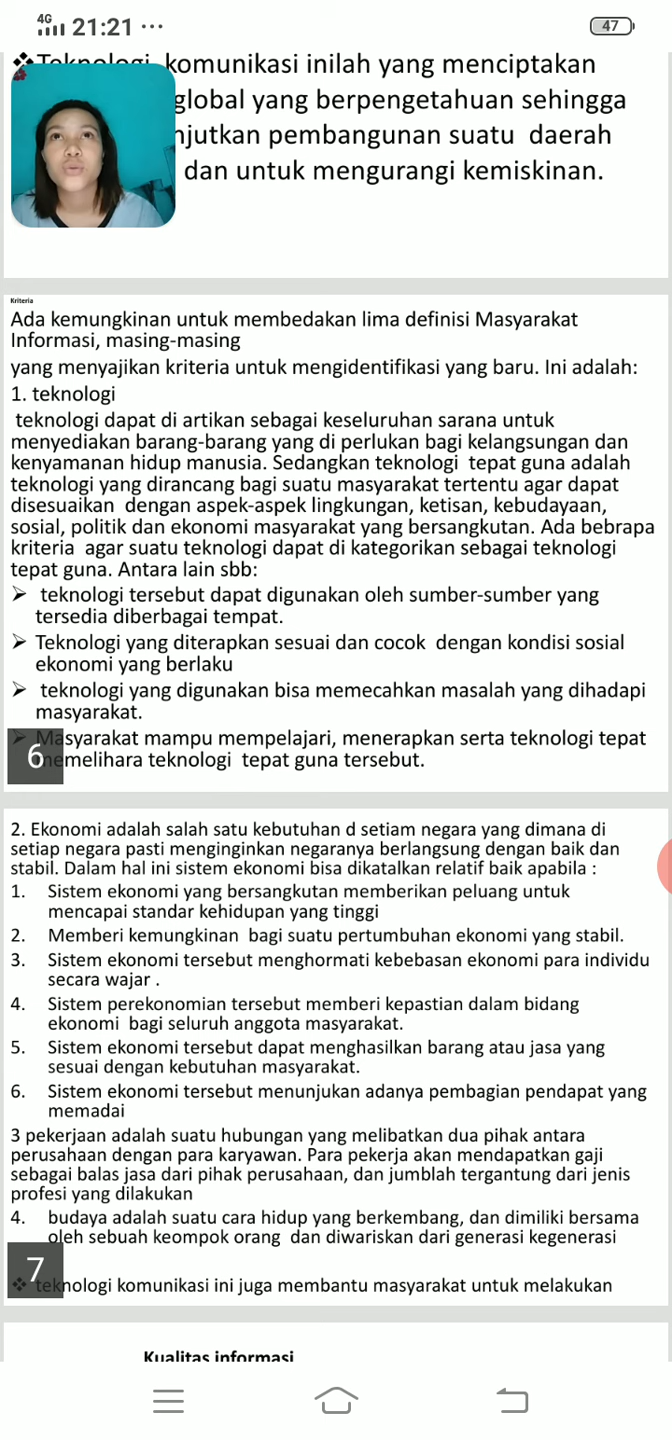 4G 21:21 ... 47
Teknologi komunikasi inilah yang menciptakan
global yang berpengetahuan sehingga
njutkan pembangunan suatu daerah
dan untuk mengurangi kemiskinan.
Kriteria
Ada kemungkinan untuk membedakan lima definisi Masyarakat
Informasi, masing-masing
yang menyajikan kriteria untuk mengidentifikasi yang baru. Ini adalah:
1. teknologi
teknologi dapat di artikan sebagai keseluruhan sarana untuk
menyediakan barang-barang yang di perlukan bagi kelangsungan dan
kenyamanan hidup manusia. Sedangkan teknologi tepat guna adalah
teknologi yang dirancang bagi suatu masyarakat tertentu agar dapat
disesuaikan dengan aspek-aspek lingkungan, ketisan, kebudayaan,
sosial, politik dan ekonomi masyarakat yang bersangkutan. Ada bebrapa
kriteria agar suatu teknologi dapat di kategorikan sebagai teknologi
tepat guna. Antara lain sbb:
➢ teknologi tersebut dapat digunakan oleh sumber-sumber yang
tersedia diberbagai tempat.
➢ Teknologi yang diterapkan sesuai dan cocok dengan kondisi sosial
ekonomi yang berlaku
➢ teknologi yang digunakan bisa memecahkan masalah yang dihadapi
masyarakat.
➢ Masyarakat mampu mempelajari, menerapkan serta teknologi tepat
memelihara teknologi tepat guna tersebut.
6
2. Ekonomi adalah salah satu kebutuhan d setiam negara yang dimana di
setiap negara pasti menginginkan negaranya berlangsung dengan baik dan
stabil. Dalam hal ini sistem ekonomi bisa dikatalkan relatif baik apabila :
1. Sistem ekonomi yang bersangkutan memberikan peluang untuk
mencapai standar kehidupan yang tinggi
2. Memberi kemungkinan bagi suatu pertumbuhan ekonomi yang stabil.
3. Sistem ekonomi tersebut menghormati kebebasan ekonomi para individu
secara wajar .
4. Sistem perekonomian tersebut memberi kepastian dalam bidang
ekonomi bagi seluruh anggota masyarakat.
5. Sistem ekonomi tersebut dapat menghasilkan barang atau jasa yang
sesuai dengan kebutuhan masyarakat.
6. Sistem ekonomi tersebut menunjukan adanya pembagian pendapat yang
memadai
3 pekerjaan adalah suatu hubungan yang melibatkan dua pihak antara
perusahaan dengan para karyawan. Para pekerja akan mendapatkan gaji
sebagai balas jasa dari pihak perusahaan, dan jumblah tergantung dari jenis
profesi yang dilakukan
4. budaya adalah suatu cara hidup yang berkembang, dan dimiliki bersama
oleh sebuah keompok orang dan diwariskan dari generasi kegenerasi
7
teknologi komunikasi ini juga membantu masyarakat untuk melakukan
Kualitas informasi